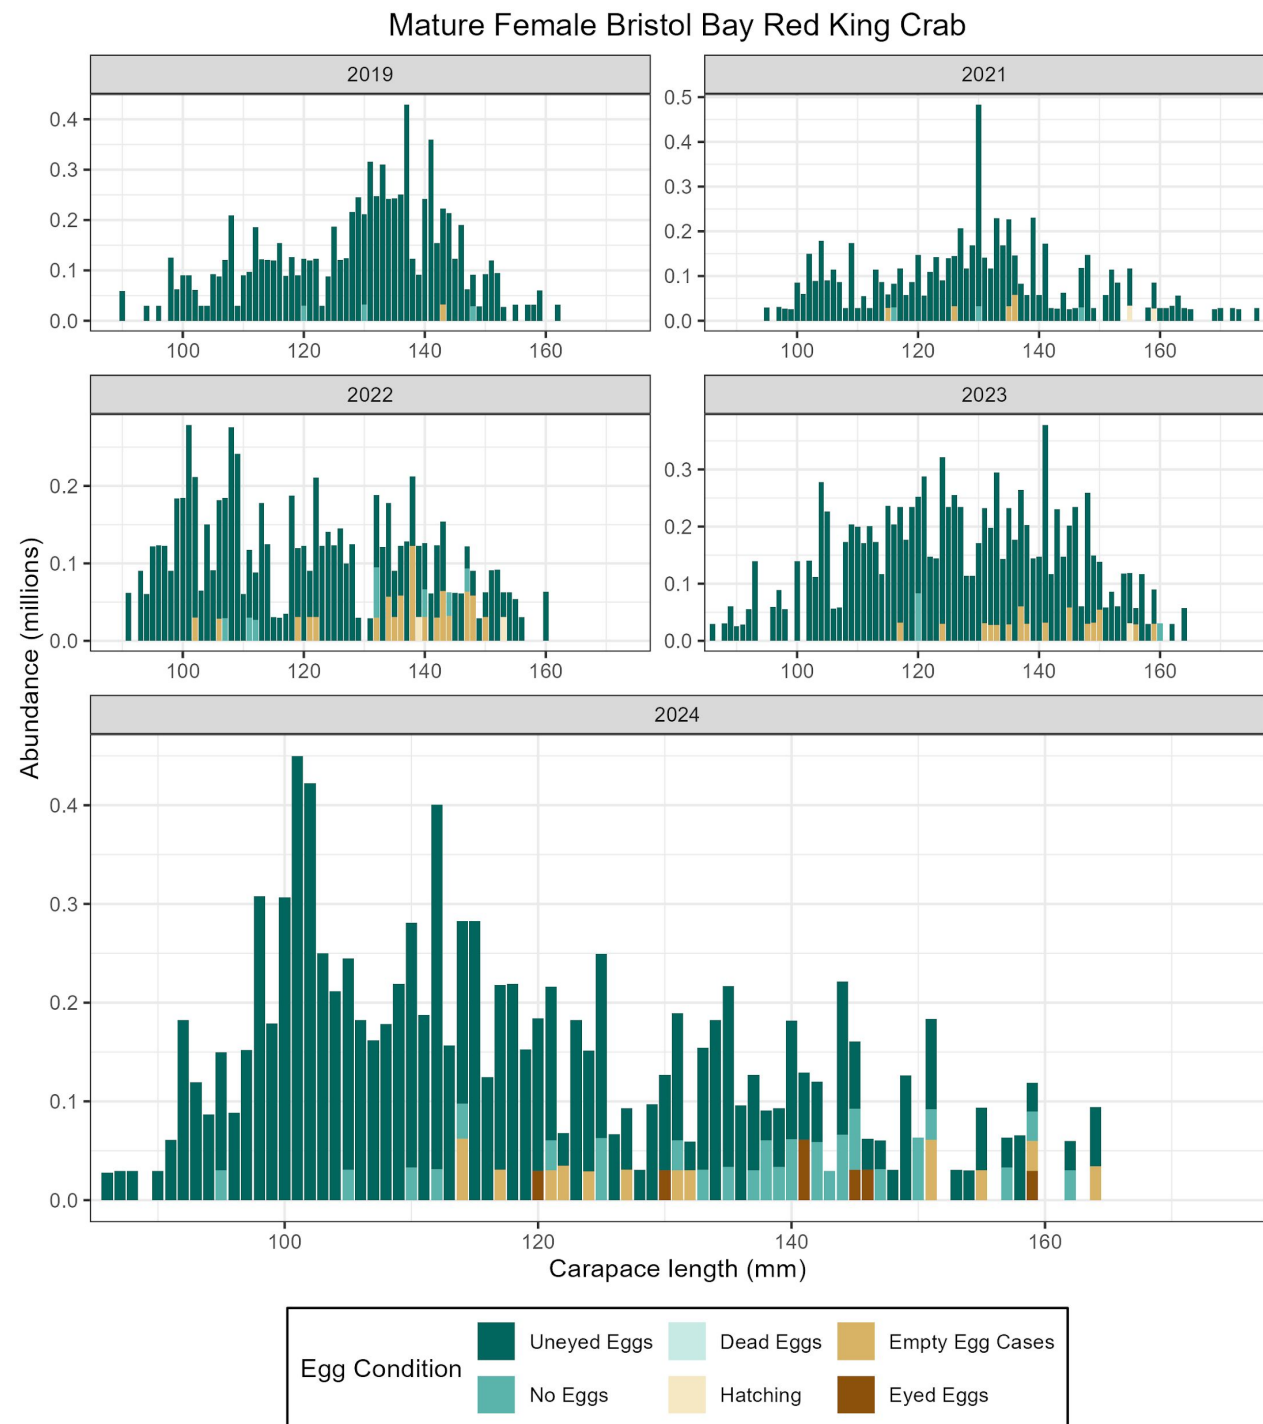 Mature Female Bristol Bay Red King Crab
2019
2021
0.4
0.3
0.2
0.1
0.0
100 120 140 160
0.5
0.4
0.3
0.2
0.1
0.0
100 120 140 160
2022
2023
0.2
0.1
0.0
100 120 140 160
0.3
0.2
0.1
0.0
100 120 140 160
Abundance (millions)
2024
0.4
0.3
0.2
0.1
0.0
100 120 140 160
Carapace length (mm)
Egg Condition
Uneyed Eggs
Dead Eggs
Empty Egg Cases
No Eggs
Hatching
Eyed Eggs